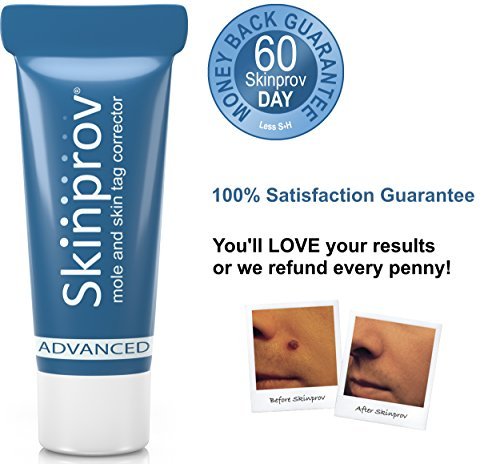 Skinprov®
mole and skin tag corrector
ADVANCED
MONEY BACK GUARANTEE
60
Skinprov
DAY
Less S+H
100% Satisfaction Guarantee
You'll LOVE your results
or we refund every penny!
Before Skinprov
After Skinprov